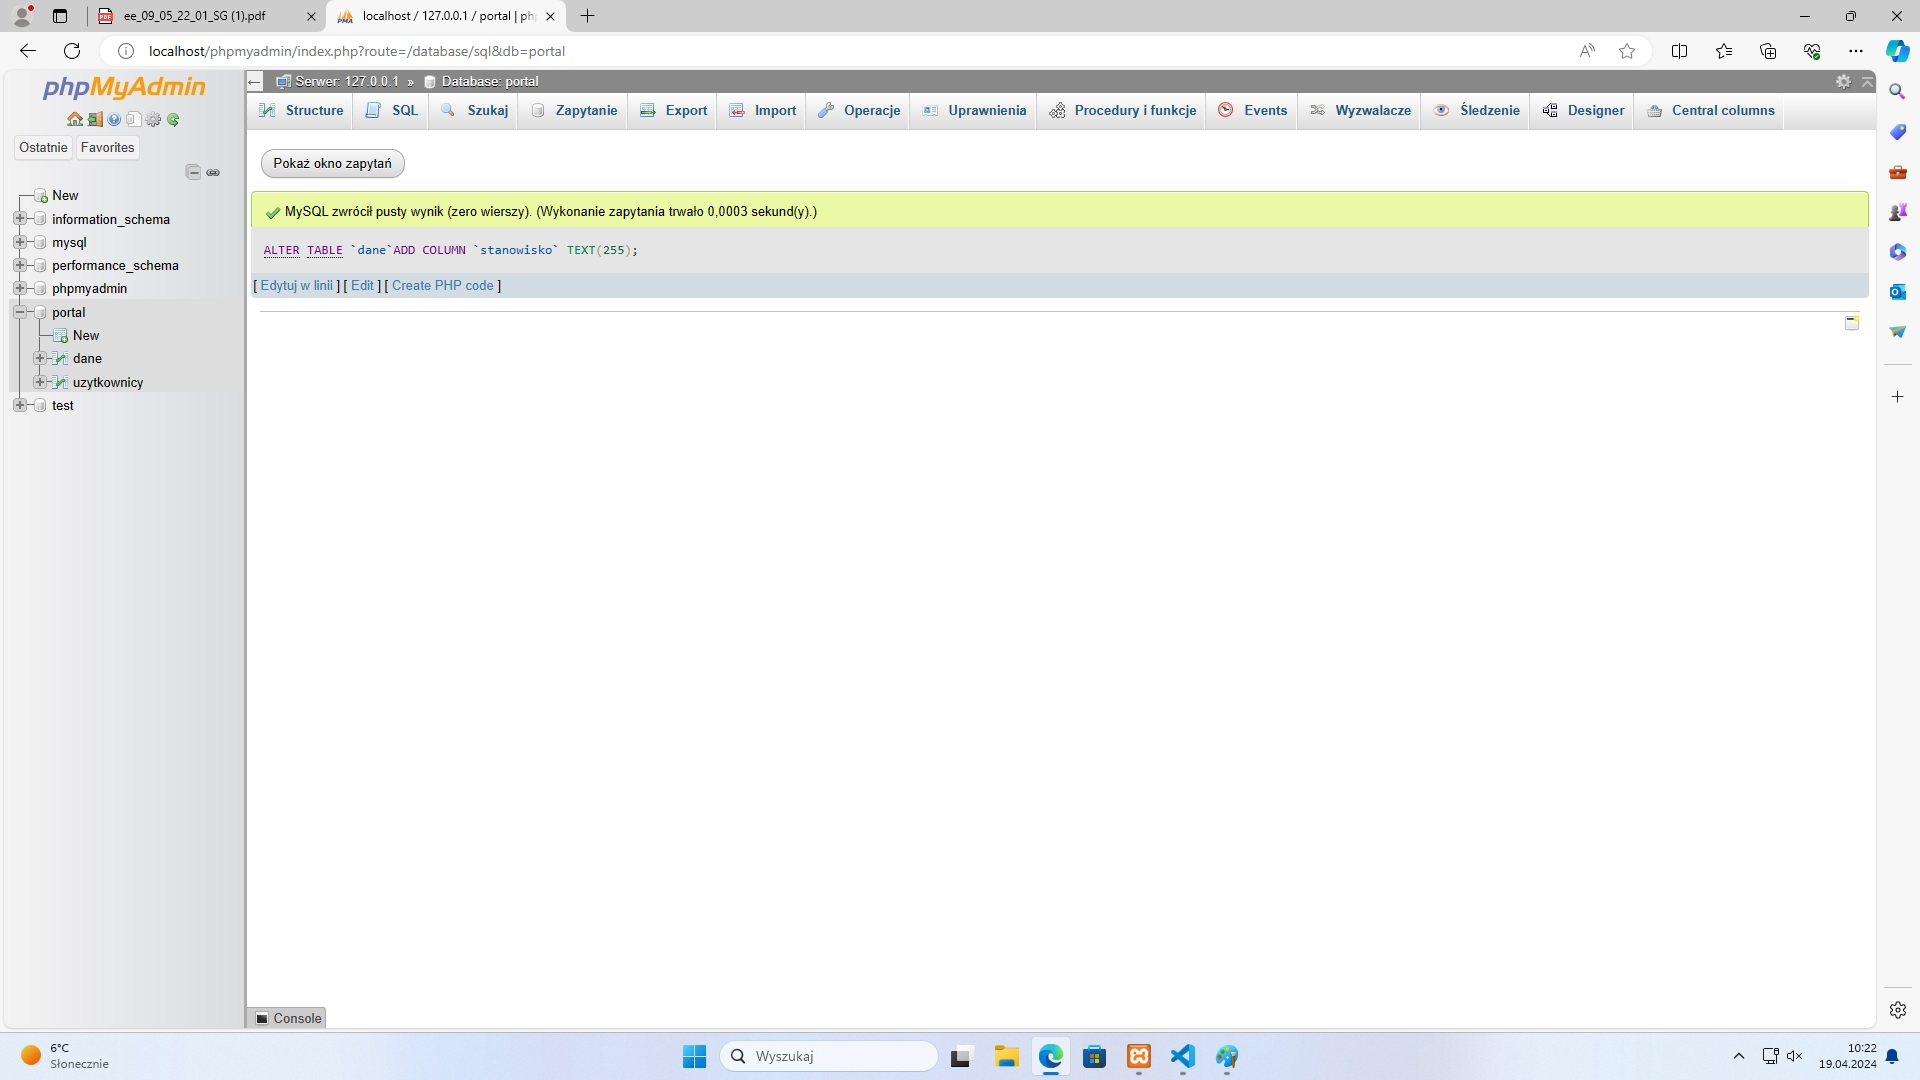 ee_09_05_22_01_SG (1).pdf
localhost / 127.0.0.1 / portal | ph
localhost/phpmyadmin/index.php?route=/database/sql&db=portal
phpMyAdmin
Serwer: 127.0.0.1 » Database: portal
Structure SQL Szukaj Zapytanie Export Import Operacje Uprawnienia Procedury i funkcje Events Wyzwalacze Śledzenie Designer Central columns
Ostatnie Favorites
New
information_schema
mysql
performance_schema
phpmyadmin
portal
New
dane
uzytkownicy
test
Pokaż okno zapytań
MySQL zwrócił pusty wynik (zero wierszy). (Wykonanie zapytania trwało 0,0003 sekund(y).)
ALTER TABLE `dane`ADD COLUMN `stanowisko` TEXT(255);
[ Edytuj w linii ] [ Edit ] [ Create PHP code ]
Console
6°C
Słonecznie
Wyszukaj
10:22
19.04.2024